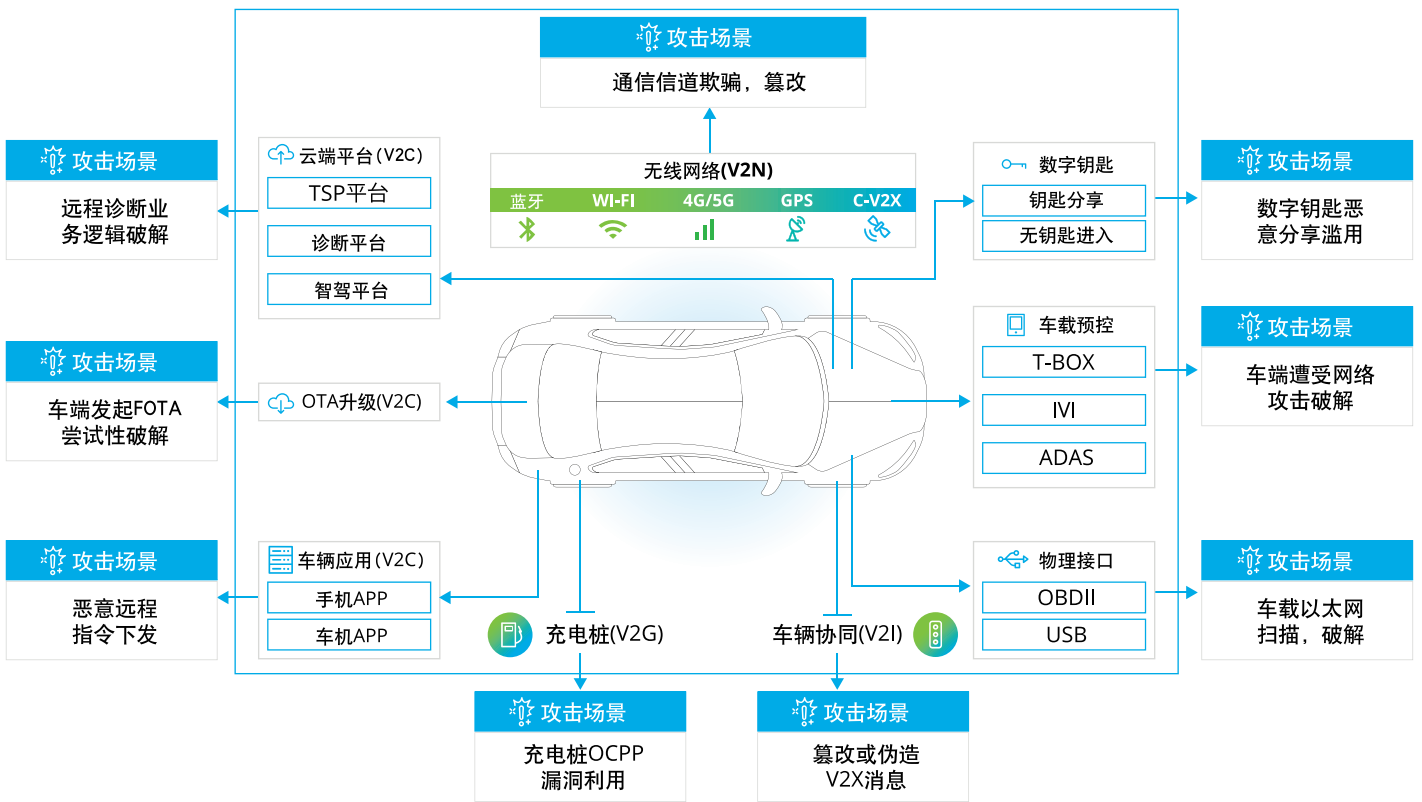 攻击场景
通信信道欺骗，篡改
攻击场景
远程诊断业
务逻辑破解
云端平台(V2C)
TSP平台
诊断平台
智驾平台
无线网络(V2N)
蓝牙 WI-FI 4G/5G GPS C-V2X
数字钥匙
钥匙分享
无钥匙进入
攻击场景
数字钥匙恶
意分享滥用
攻击场景
车端发起FOTA
尝试性破解
OTA升级(V2C)
车载预控
T-BOX
IVI
ADAS
攻击场景
车端遭受网络
攻击破解
攻击场景
恶意远程
指令下发
车辆应用(V2C)
手机APP
车机APP
充电桩(V2G)
车辆协同(V2I)
物理接口
OBDII
USB
攻击场景
车载以太网
扫描，破解
攻击场景
充电桩OCPP
漏洞利用
攻击场景
篡改或伪造
V2X消息